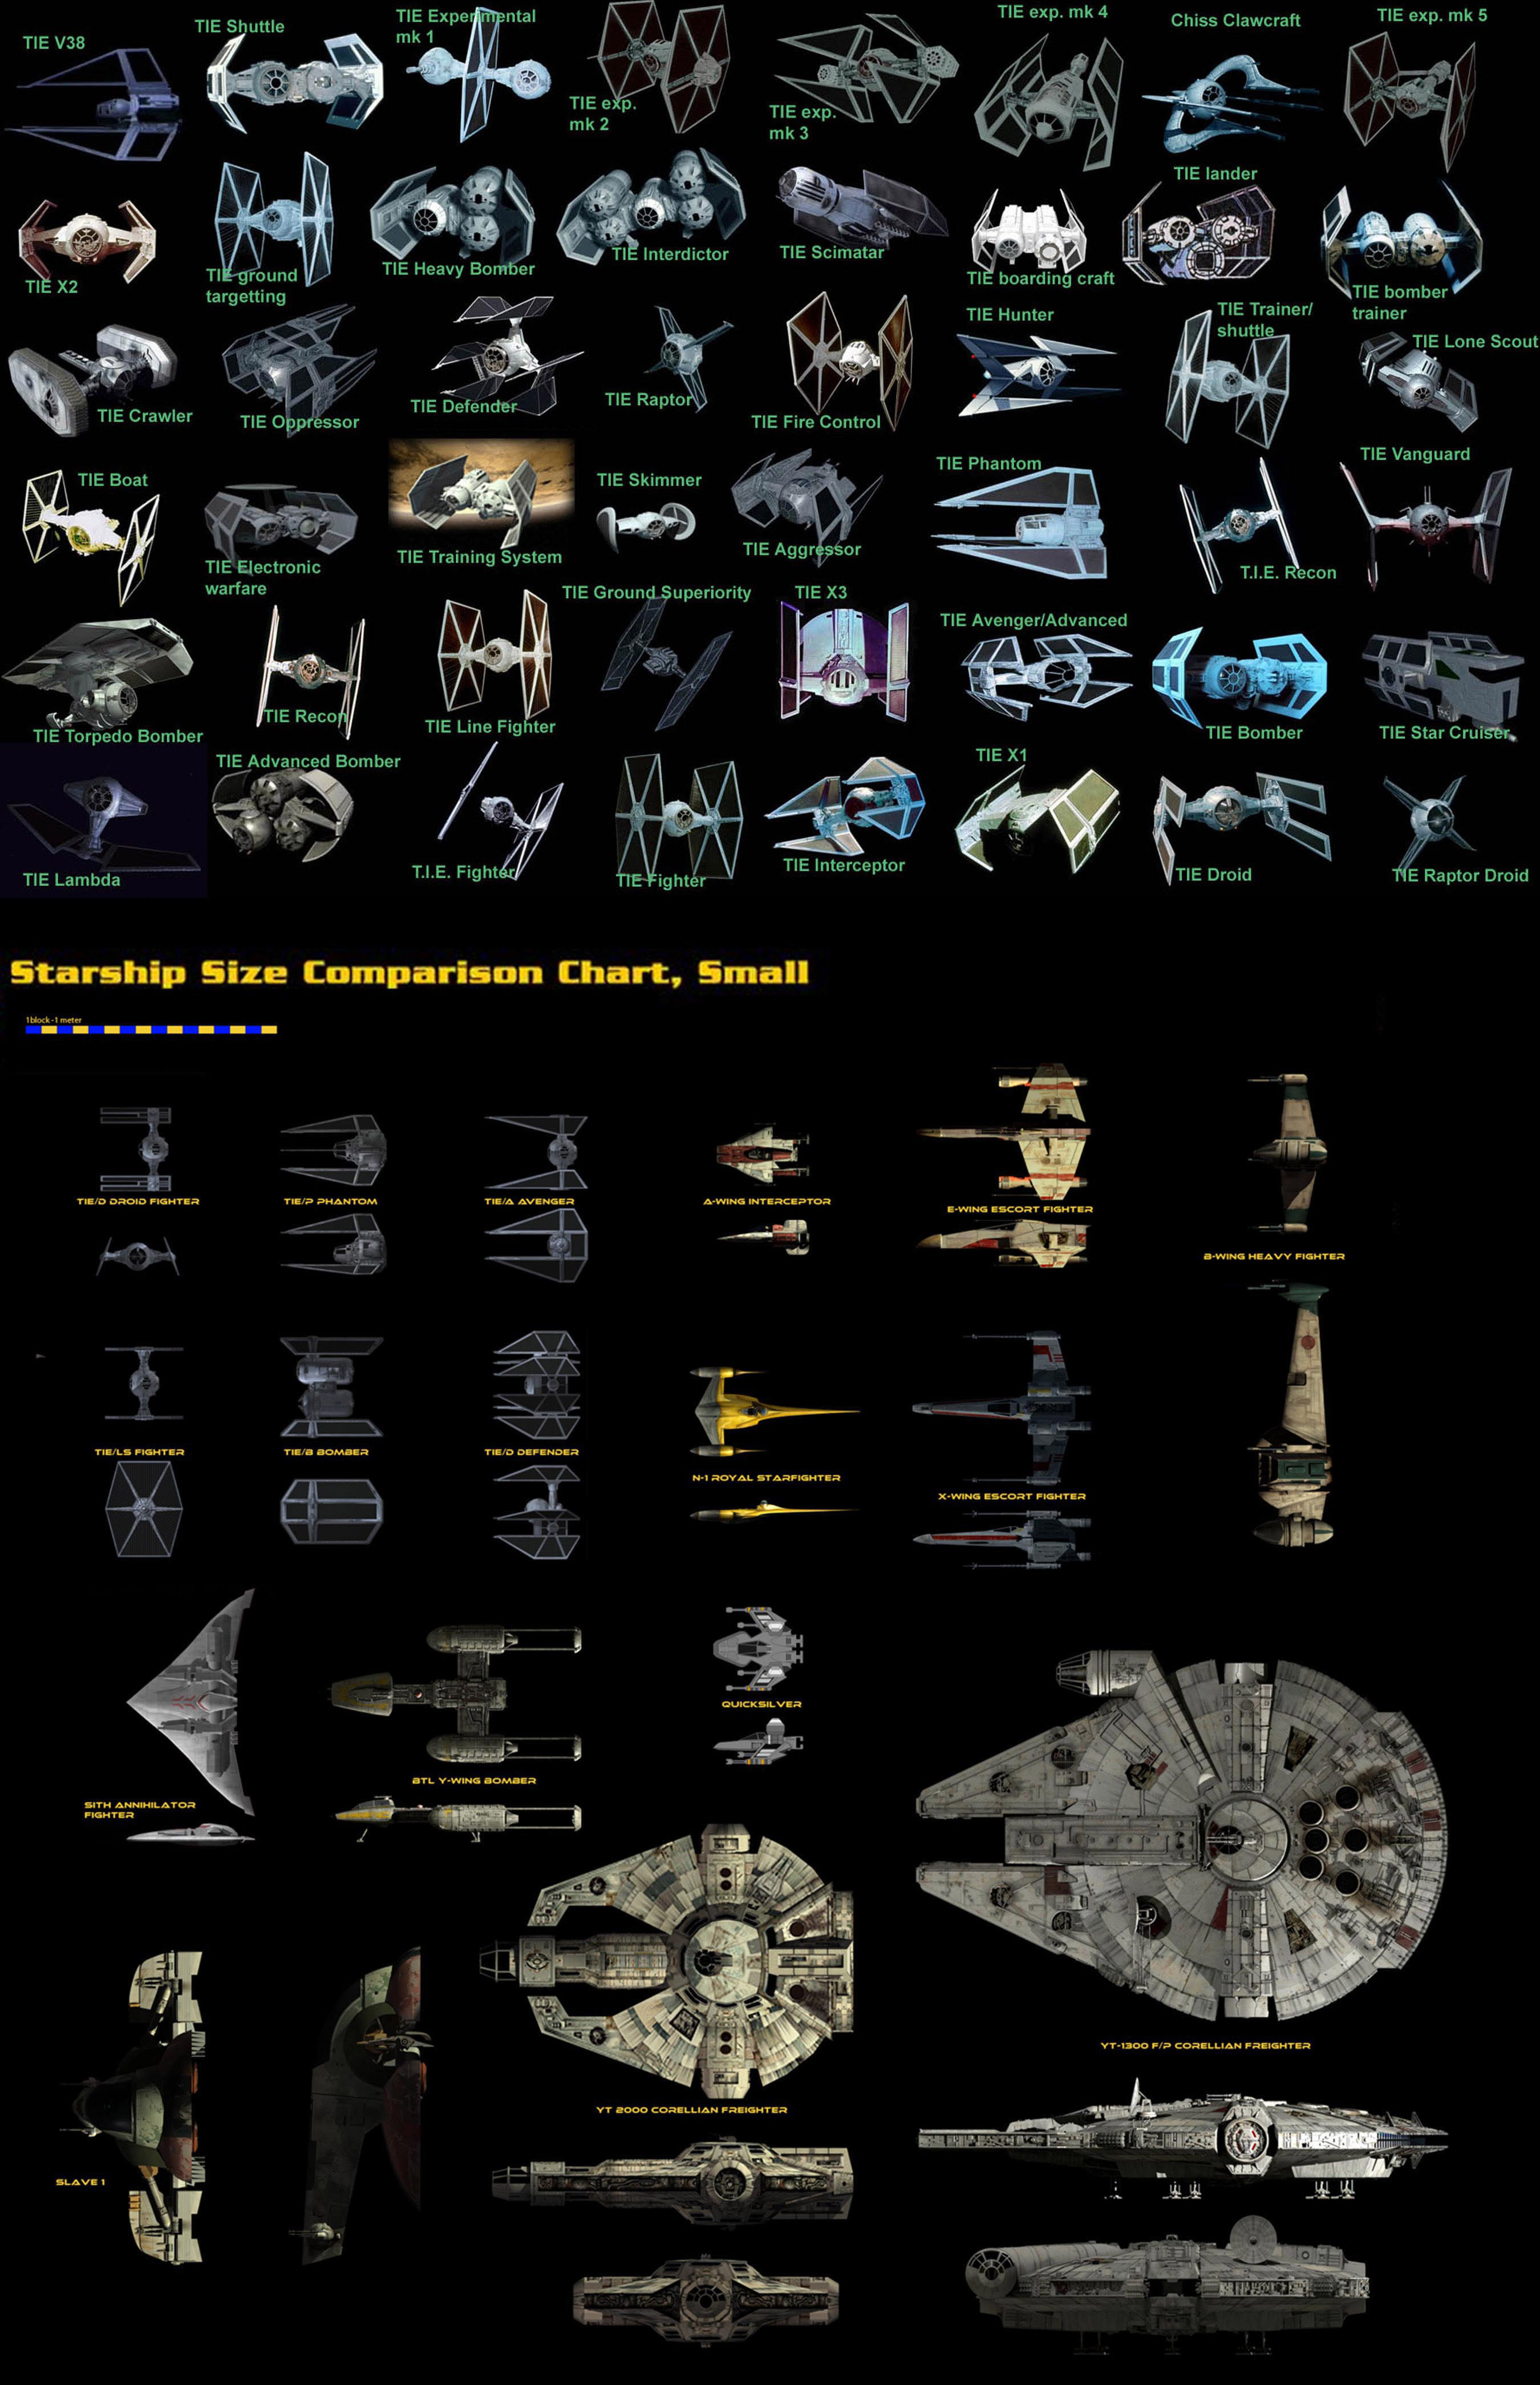 TIE V38
TIE Shuttle
TIE Experimental
mk 1
TIE exp.
mk 2
TIE exp.
mk 3
TIE exp. mk 4
Chiss Clawcraft
TIE exp. mk 5
TIE X2
TIE ground
targetting
TIE Heavy Bomber
TIE Interdictor
TIE Scimatar
TIE boarding craft
TIE lander
TIE bomber
trainer
TIE Crawler
TIE Oppressor
TIE Defender
TIE Raptor
TIE Fire Control
TIE Hunter
TIE Trainer/
shuttle
TIE Lone Scout
TIE Boat
TIE Electronic
warfare
TIE Training System
TIE Skimmer
TIE Aggressor
TIE Phantom
T.I.E. Recon
TIE Vanguard
TIE Torpedo Bomber
TIE Recon
TIE Line Fighter
TIE Ground Superiority
TIE X3
TIE Avenger/Advanced
TIE Bomber
TIE Star Cruiser
TIE Lambda
TIE Advanced Bomber
T.I.E. Fighter
TIE Fighter
TIE Interceptor
TIE X1
TIE Droid
TIE Raptor Droid
Starship Size Comparison Chart, Small
1block-1 meter
TIE/D DROID FIGHTER
TIE/P PHANTOM
TIE/A AVENGER
A-WING INTERCEPTOR
E-WING ESCORT FIGHTER
B-WING HEAVY FIGHTER
TIE/LS FIGHTER
TIE/B BOMBER
TIE/D DEFENDER
N-1 ROYAL STARFIGHTER
X-WING ESCORT FIGHTER
SITH ANNIHILATOR
FIGHTER
BTL Y-WING BOMBER
QUICKSILVER
YT-1300 F/P CORELLIAN FREIGHTER
YT 2000 CORELLIAN FREIGHTER
SLAVE 1